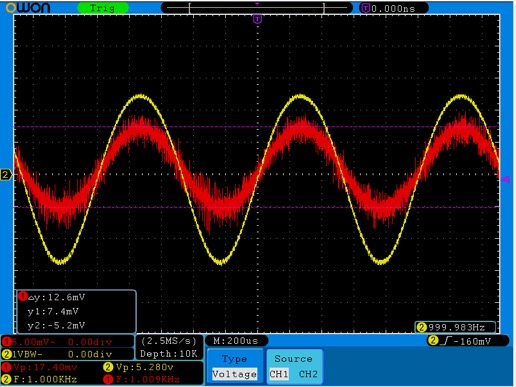 OWON Trig T 0.000ns
T
2
1 △y:12.6mV
y1:7.4mV
y2:-5.2mV
2 999.983Hz
1 5.00mV~ 0.00div (2.5MS/s) M:200us 2 -160mV
2 1VBW~ 0.00div Depth:10K
1 Vp:17.40mV 2 Vp:5.280v
2 F:1.000KHz 1 F:1.009KHz
Type Source
Voltage CH1 CH2